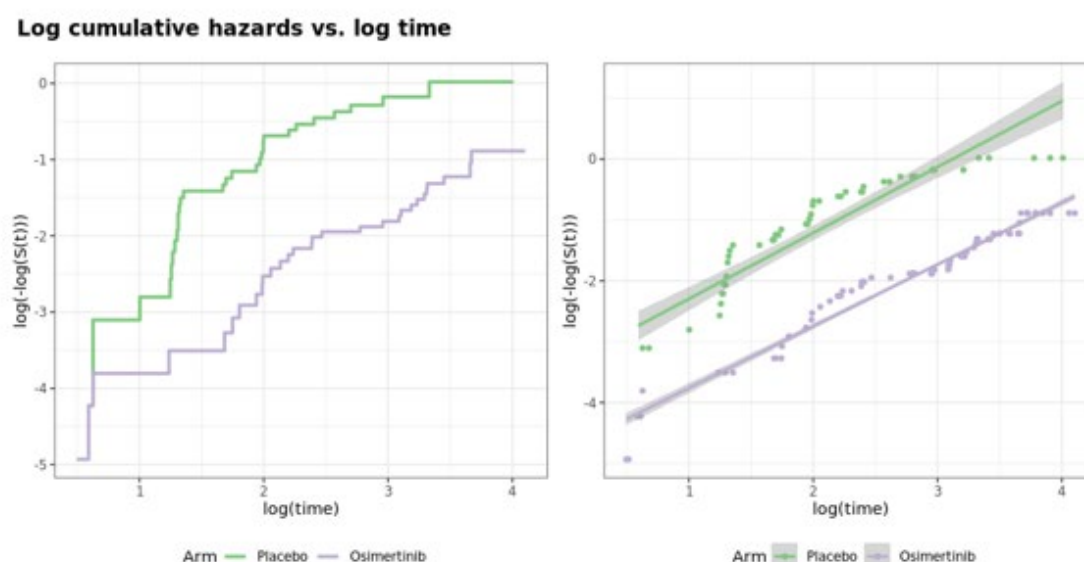 Log cumulative hazards vs. log time
log(-log(S(t)))
0
-1
-2
-3
-4
-5
1 2 3 4
log(time)
Arm Placebo Osimertinib
log(-log(S(t)))
0
-2
-4
1 2 3 4
log(time)
Arm Placebo Osimertinib